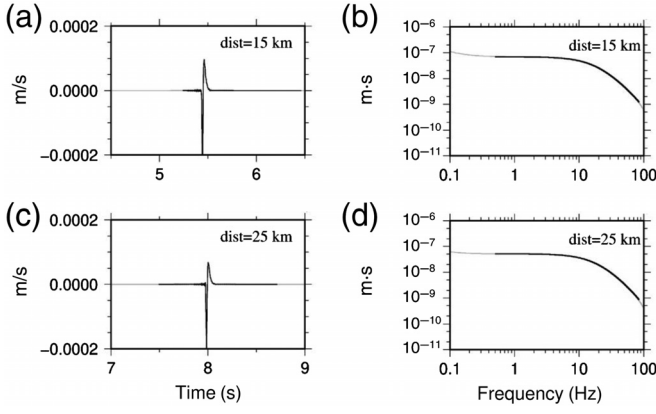 (a)
0.0002
0.0000
−0.0002
m/s
dist=15 km
5
6
(b)
10−6
10−7
10−8
10−9
10−10
10−11
m·s
dist=15 km
0.1
1
10
100
(c)
0.0002
0.0000
−0.0002
m/s
dist=25 km
7
8
9
Time (s)
(d)
10−6
10−7
10−8
10−9
10−10
10−11
m·s
dist=25 km
0.1
1
10
100
Frequency (Hz)